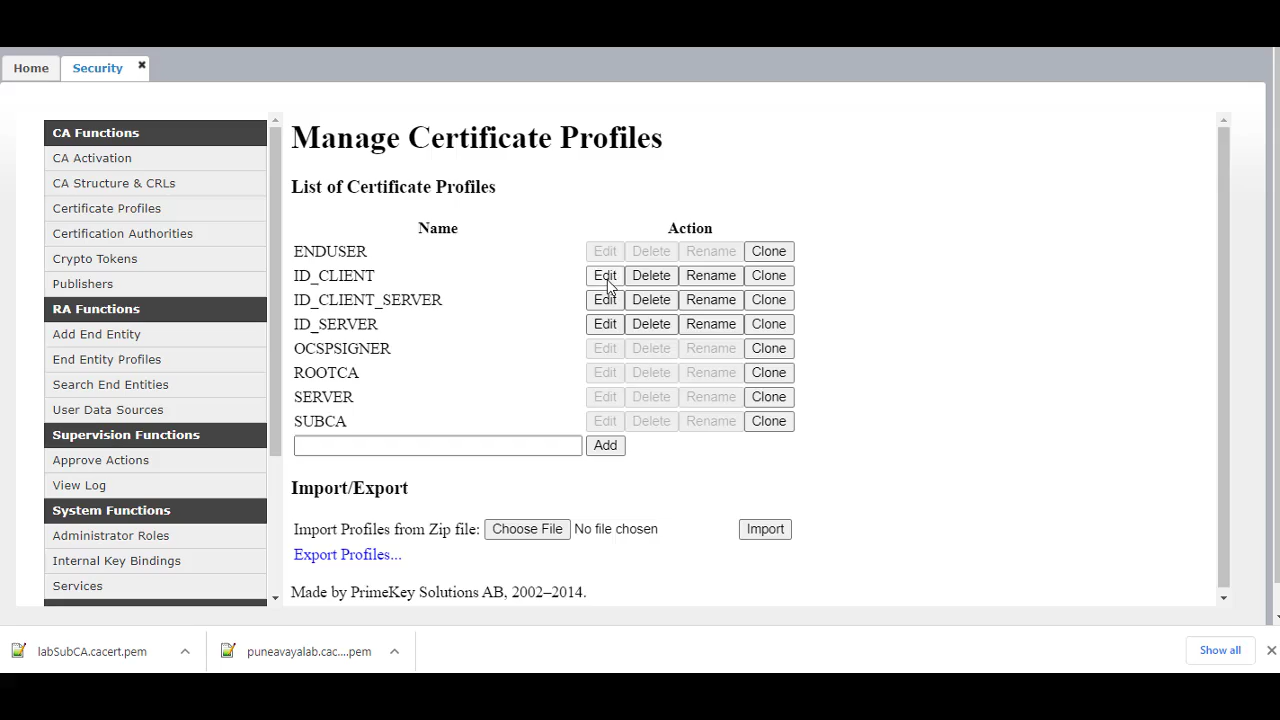 Home Security
CA Functions
CA Activation
CA Structure & CRLs
Certificate Profiles
Certification Authorities
Crypto Tokens
Publishers
RA Functions
Add End Entity
End Entity Profiles
Search End Entities
User Data Sources
Supervision Functions
Approve Actions
View Log
System Functions
Administrator Roles
Internal Key Bindings
Services
Manage Certificate Profiles
List of Certificate Profiles
Name Action
ENDUSER Edit Delete Rename Clone
ID_CLIENT Edit Delete Rename Clone
ID_CLIENT_SERVER Edit Delete Rename Clone
ID_SERVER Edit Delete Rename Clone
OCSPSIGNER Edit Delete Rename Clone
ROOTCA Edit Delete Rename Clone
SERVER Edit Delete Rename Clone
SUBCA Edit Delete Rename Clone
Add
Import/Export
Import Profiles from Zip file: Choose File No file chosen Import
Export Profiles...
Made by PrimeKey Solutions AB, 2002–2014.
labSubCA.cacert.pem puneavayalab.cac....pem Show all